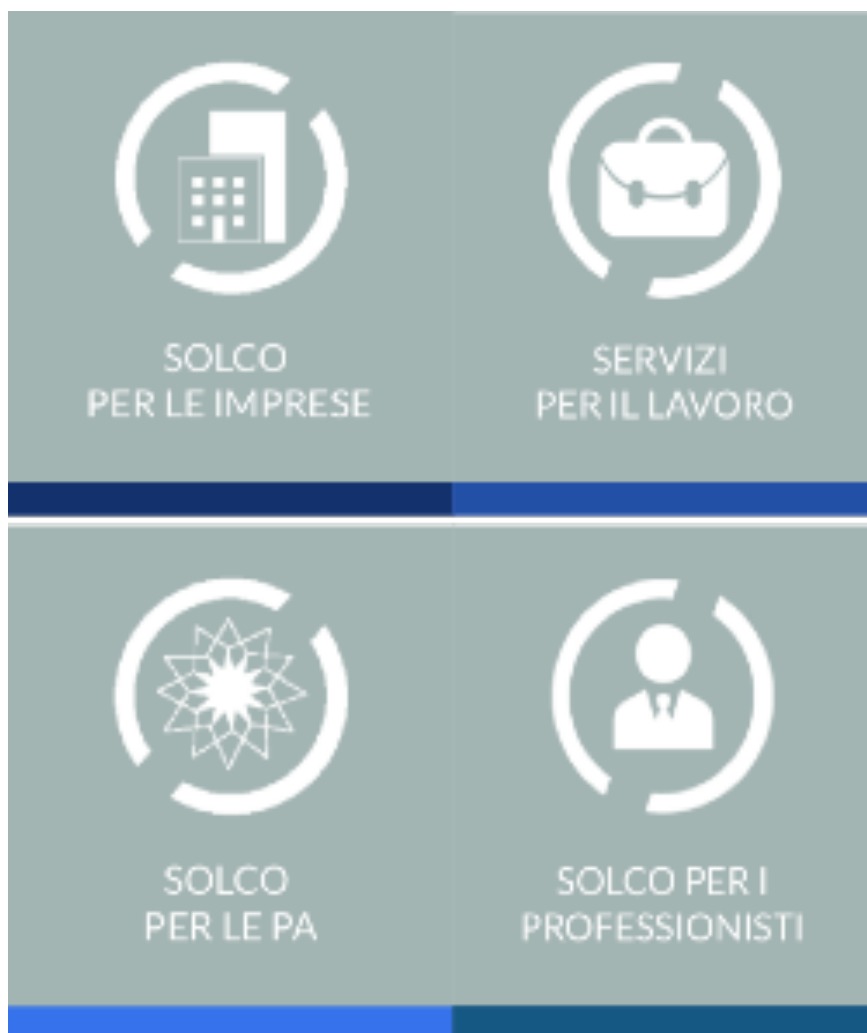 SOLCO
PER LE IMPRESE
SERVIZI
PER IL LAVORO
SOLCO
PER LE PA
SOLCO PER I
PROFESSIONISTI